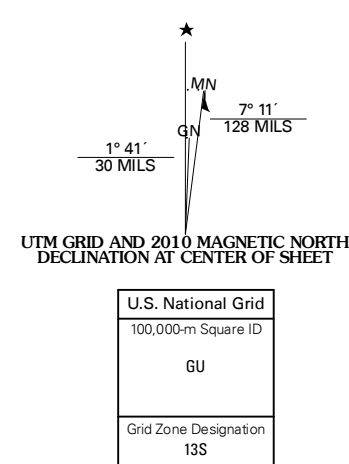 ★
MN
7° 11´
128 MILS
GN
1° 41´
30 MILS
UTM GRID AND 2010 MAGNETIC NORTH
DECLINATION AT CENTER OF SHEET
U.S. National Grid
100,000-m Square ID
GU
Grid Zone Designation
13S